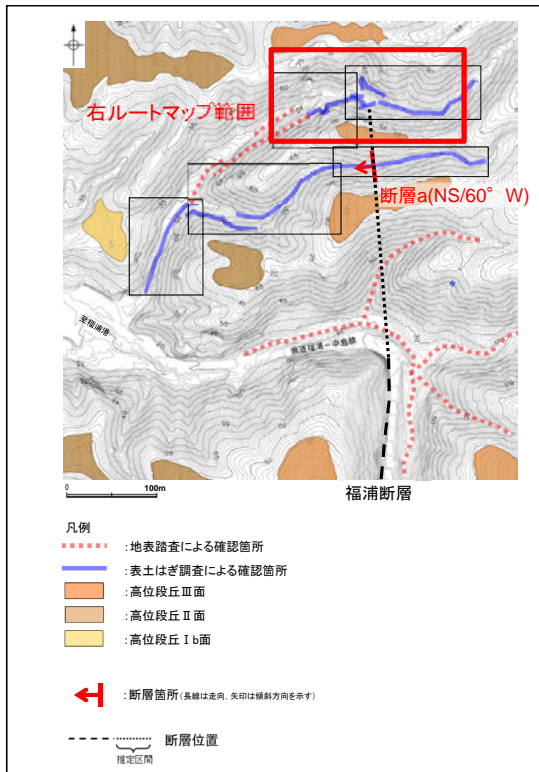 右ルートマップ範囲
断層a(NS/60°W)
至福浦港
県道福浦ー中島線
0 100m
福浦断層
凡例
:地表踏査による確認箇所
:表土はぎ調査による確認箇所
:高位段丘Ⅲ面
:高位段丘Ⅱ面
:高位段丘Ⅰb面
:断層箇所(長線は走向,矢印は傾斜方向を示す)
断層位置
推定区間